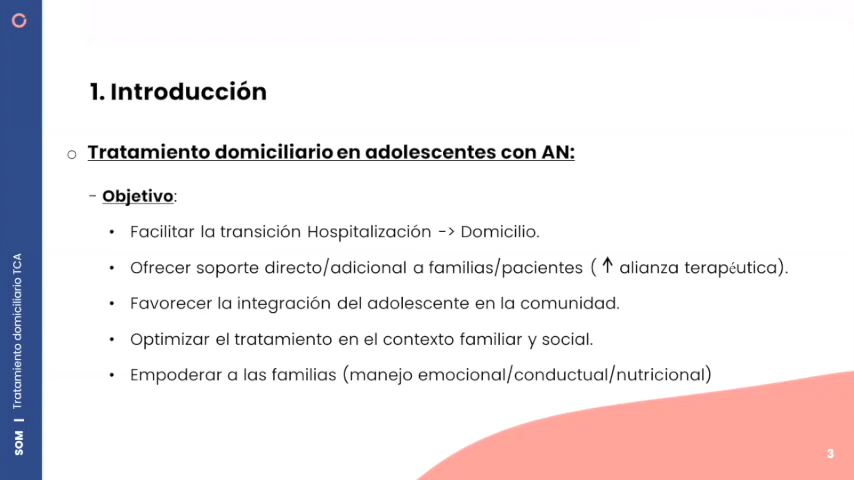 1. Introducción
○ Tratamiento domiciliario en adolescentes con AN:
- Objetivo:
• Facilitar la transición Hospitalización -> Domicilio.
• Ofrecer soporte directo/adicional a familias/pacientes (↑ alianza terapéutica).
• Favorecer la integración del adolescente en la comunidad.
• Optimizar el tratamiento en el contexto familiar y social.
• Empoderar a las familias (manejo emocional/conductual/nutricional)
SOM | Tratamiento domiciliario TCA
3